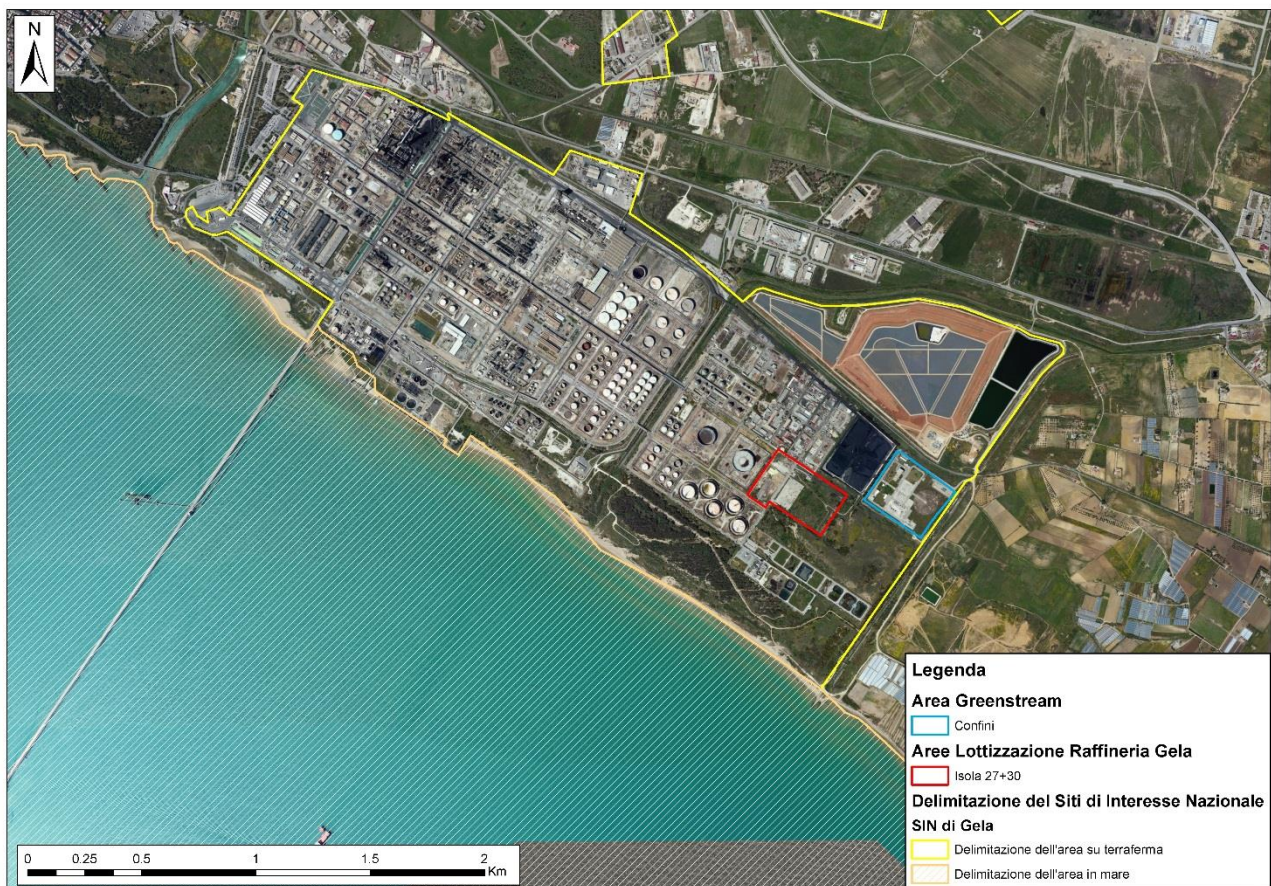 N
Legenda
Area Greenstream
Confini
Aree Lottizzazione Raffineria Gela
Isola 27+30
Delimitazione del Siti di Interesse Nazionale
SIN di Gela
Delimitazione dell'area su terraferma
Delimitazione dell'area in mare
0 0.25 0.5 1 1.5 2
Km